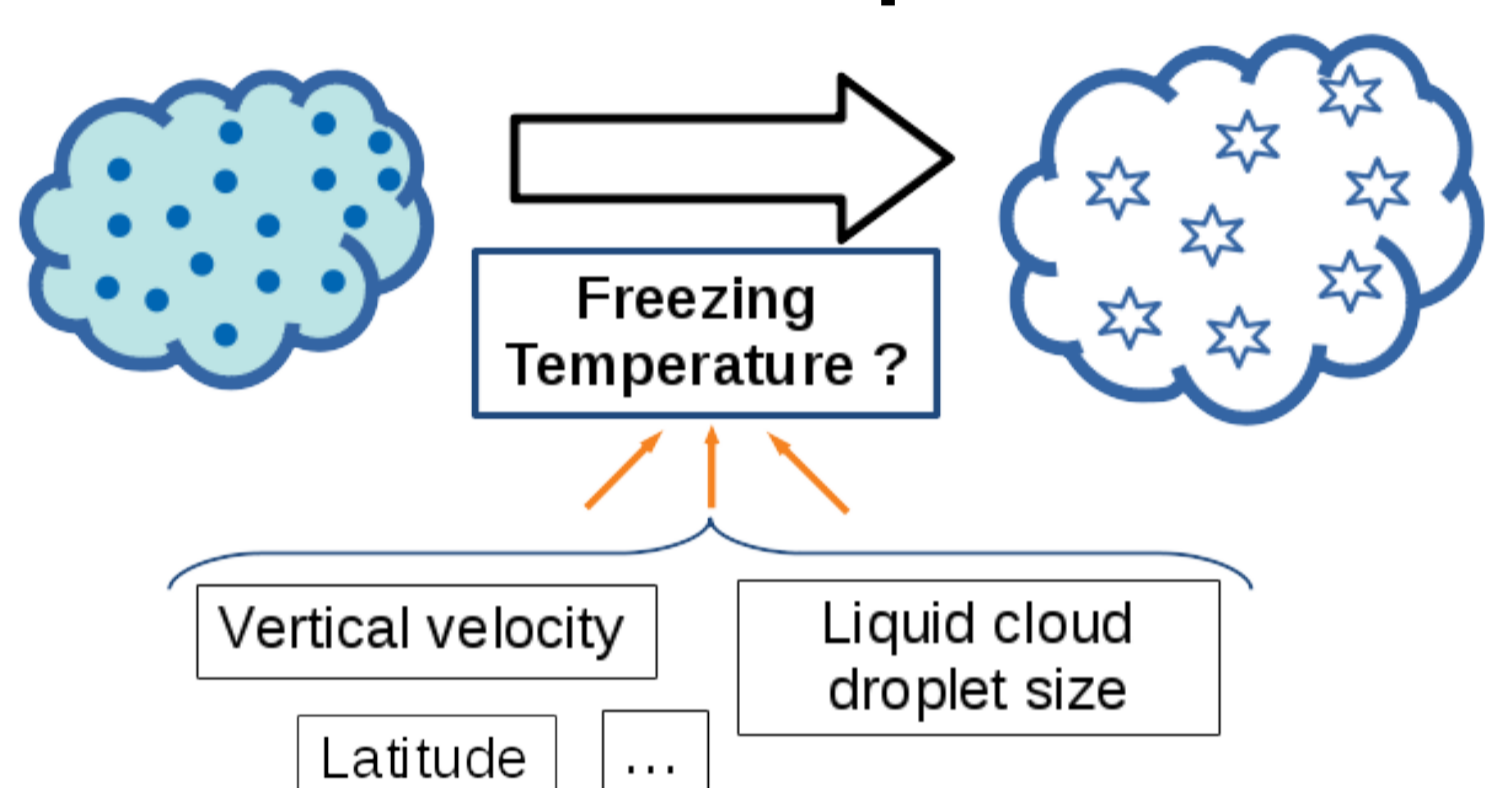 Freezing
Temperature ?
Vertical velocity
Liquid cloud
droplet size
Latitude
...